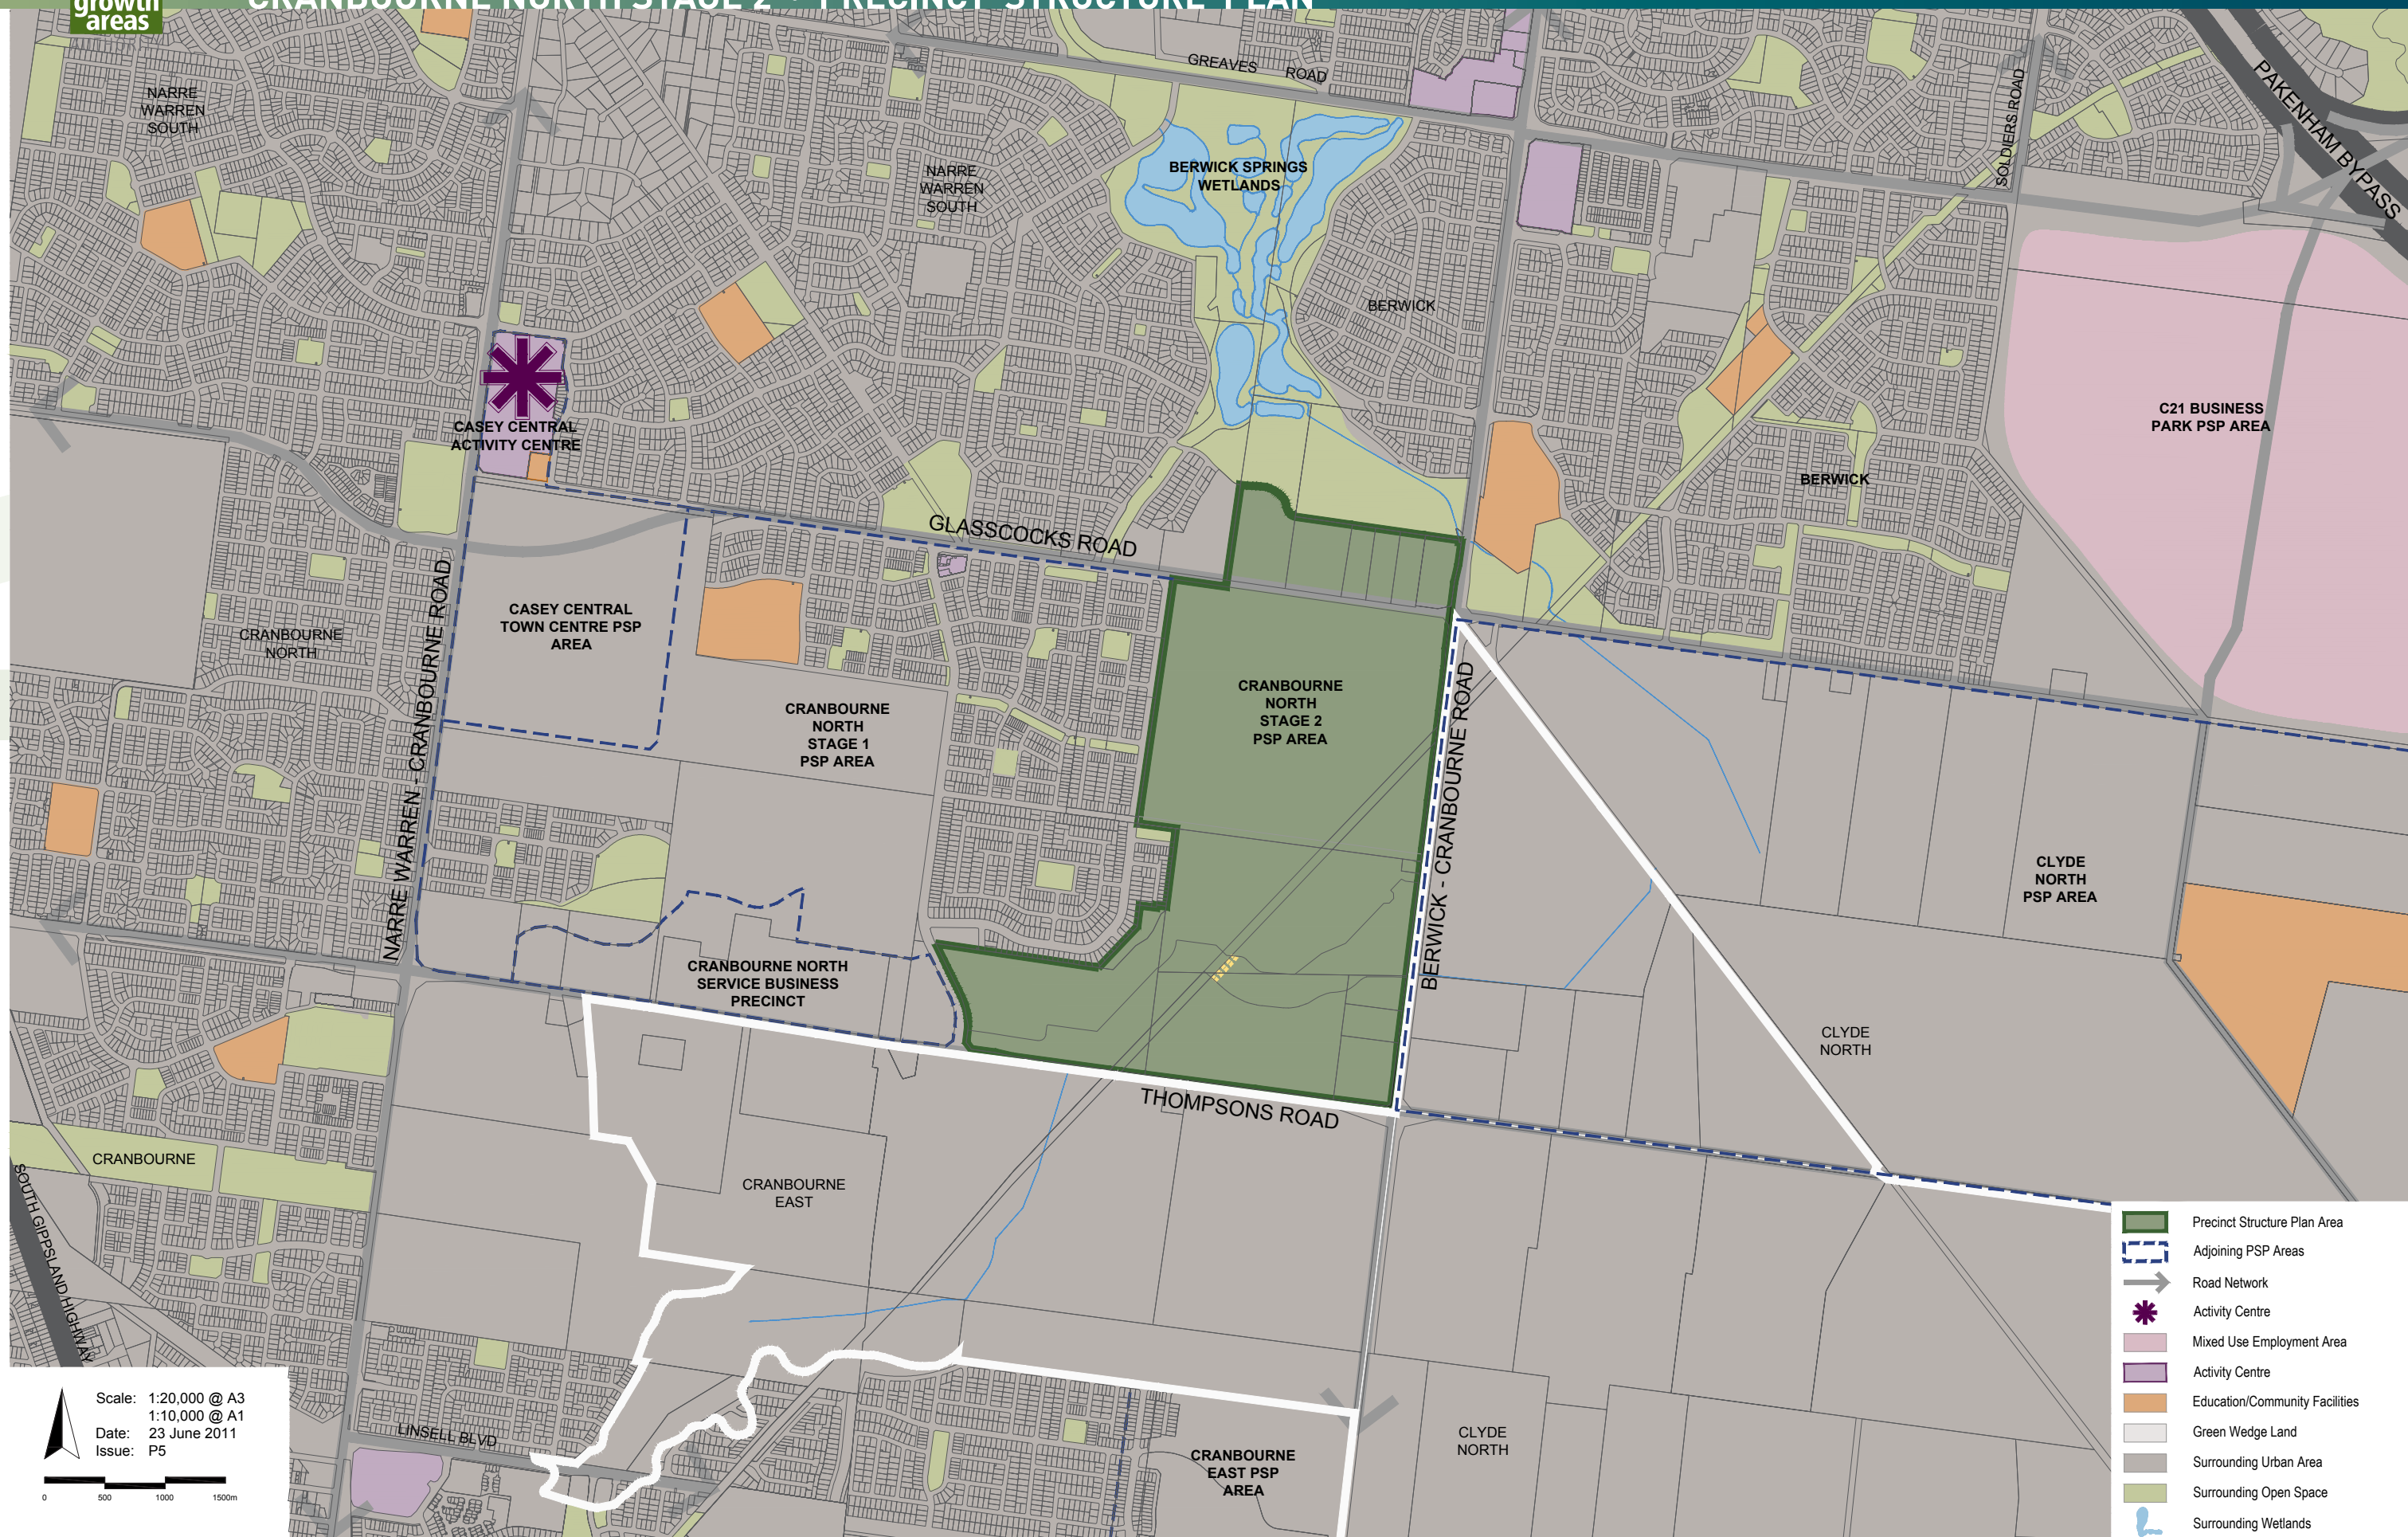 growth
areas
CRANBOURNE NORTH STAGE 2 - PRECINCT STRUCTURE PLAN
GREAVES ROAD
PAKENHAM BYPASS
SOLDIERS ROAD
NARRE
WARREN
SOUTH
NARRE
WARREN
SOUTH
BERWICK SPRINGS
WETLANDS
BERWICK
CASEY CENTRAL
ACTIVITY CENTRE
C21 BUSINESS
PARK PSP AREA
BERWICK
GLASSCOCKS ROAD
CASEY CENTRAL
TOWN CENTRE PSP
AREA
CRANBOURNE
NORTH
NARRE WARREN - CRANBOURNE ROAD
CRANBOURNE
NORTH
STAGE 1
PSP AREA
CRANBOURNE
NORTH
STAGE 2
PSP AREA
BERWICK - CRANBOURNE ROAD
CLYDE
NORTH
PSP AREA
CRANBOURNE NORTH
SERVICE BUSINESS
PRECINCT
CLYDE
NORTH
THOMPSONS ROAD
CRANBOURNE
SOUTH GIPPSLAND HIGHWAY
CRANBOURNE
EAST
LINSELL BLVD
CRANBOURNE
EAST PSP
AREA
CLYDE
NORTH
Scale: 1:20,000 @ A3
1:10,000 @ A1
Date: 23 June 2011
Issue: P5
0 500 1000 1500m
Precinct Structure Plan Area
Adjoining PSP Areas
Road Network
Activity Centre
Mixed Use Employment Area
Activity Centre
Education/Community Facilities
Green Wedge Land
Surrounding Urban Area
Surrounding Open Space
Surrounding Wetlands